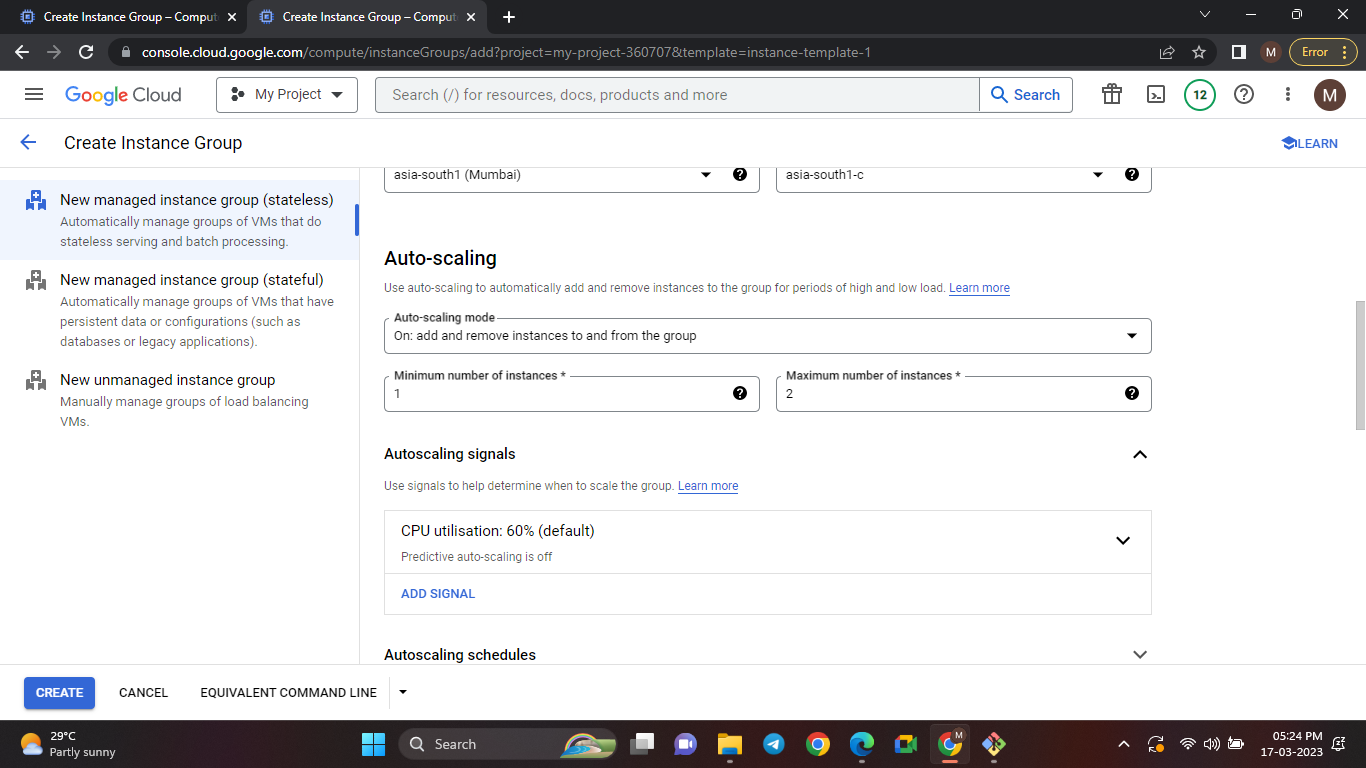 Create Instance Group – Comput
Create Instance Group – Comput
console.cloud.google.com/compute/instanceGroups/add?project=my-project-360707&template=instance-template-1
M
Error
Google Cloud
My Project
Search (/) for resources, docs, products and more
Search
12
M
Create Instance Group
LEARN
New managed instance group (stateless)
Automatically manage groups of VMs that do
stateless serving and batch processing.
New managed instance group (stateful)
Automatically manage groups of VMs that have
persistent data or configurations (such as
databases or legacy applications).
New unmanaged instance group
Manually manage groups of load balancing
VMs.
asia-south1 (Mumbai)
asia-south1-c
Auto-scaling
Use auto-scaling to automatically add and remove instances to the group for periods of high and low load. Learn more
Auto-scaling mode
On: add and remove instances to and from the group
Minimum number of instances *
1
Maximum number of instances *
2
Autoscaling signals
Use signals to help determine when to scale the group. Learn more
CPU utilisation: 60% (default)
Predictive auto-scaling is off
ADD SIGNAL
Autoscaling schedules
CREATE
CANCEL
EQUIVALENT COMMAND LINE
29°C
Partly sunny
Search
M
05:24 PM
17-03-2023